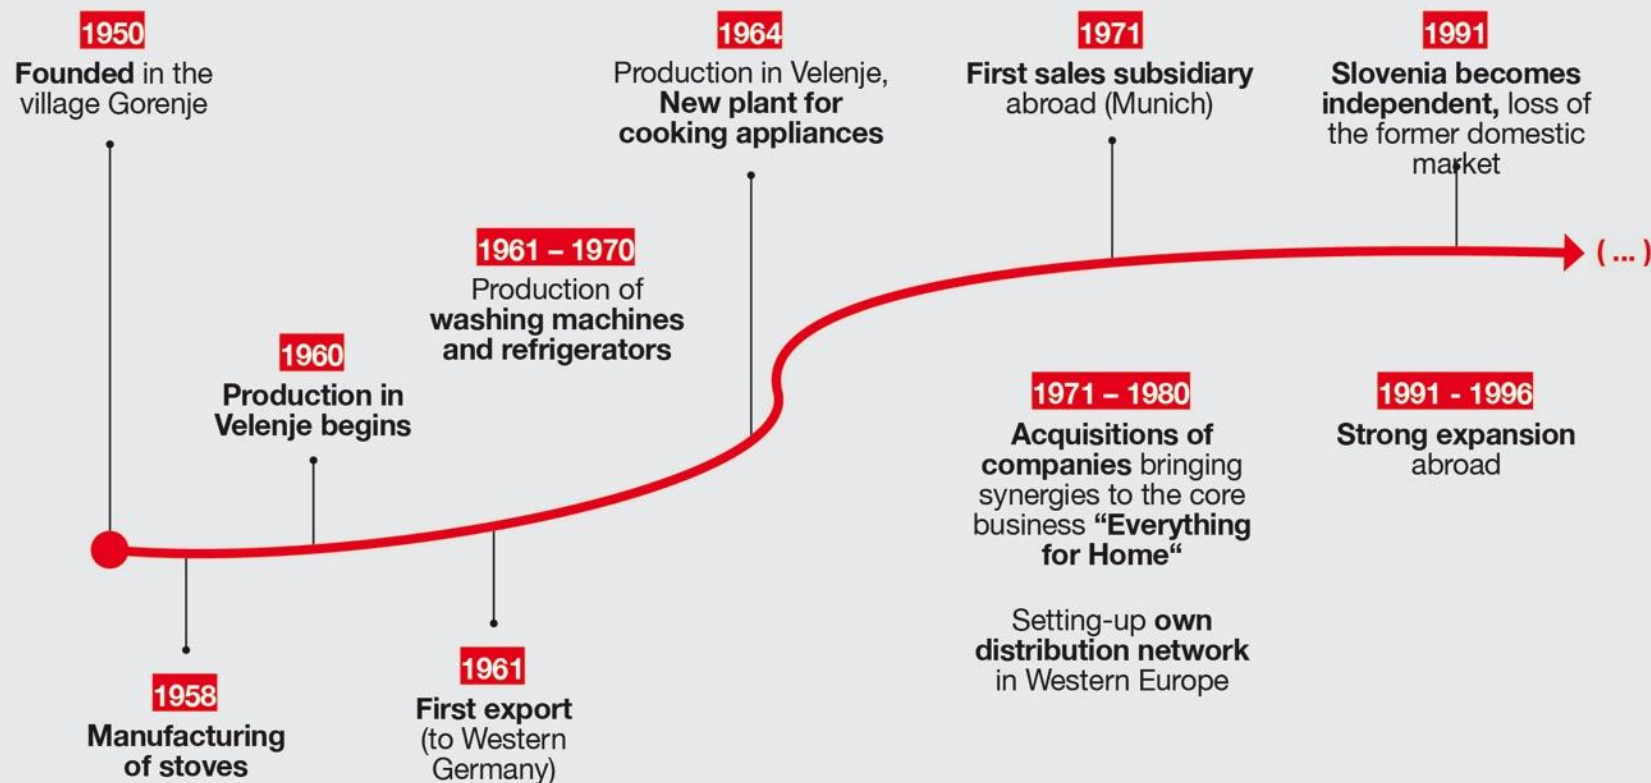 1950
Founded in the
village Gorenje
1964
Production in Velenje,
New plant for
cooking appliances
1971
First sales subsidiary
abroad (Munich)
1991
Slovenia becomes
independent, loss of
the former domestic
market
1961 – 1970
Production of
washing machines
and refrigerators
(...)
1960
Production in
Velenje begins
1971 – 1980
Acquisitions of
companies bringing
synergies to the core
business “Everything
for Home“
Setting-up own
distribution network
in Western Europe
1991 - 1996
Strong expansion
abroad
1958
Manufacturing
of stoves
1961
First export
(to Western
Germany)